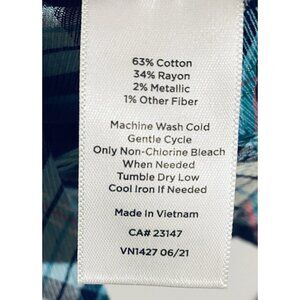 63% Cotton
34% Rayon
2% Metallic
1% Other Fiber
Machine Wash Cold
Gentle Cycle
Only Non-Chlorine Bleach
When Needed
Tumble Dry Low
Cool Iron If Needed
Made In Vietnam
CA# 23147
VN1427 06/21